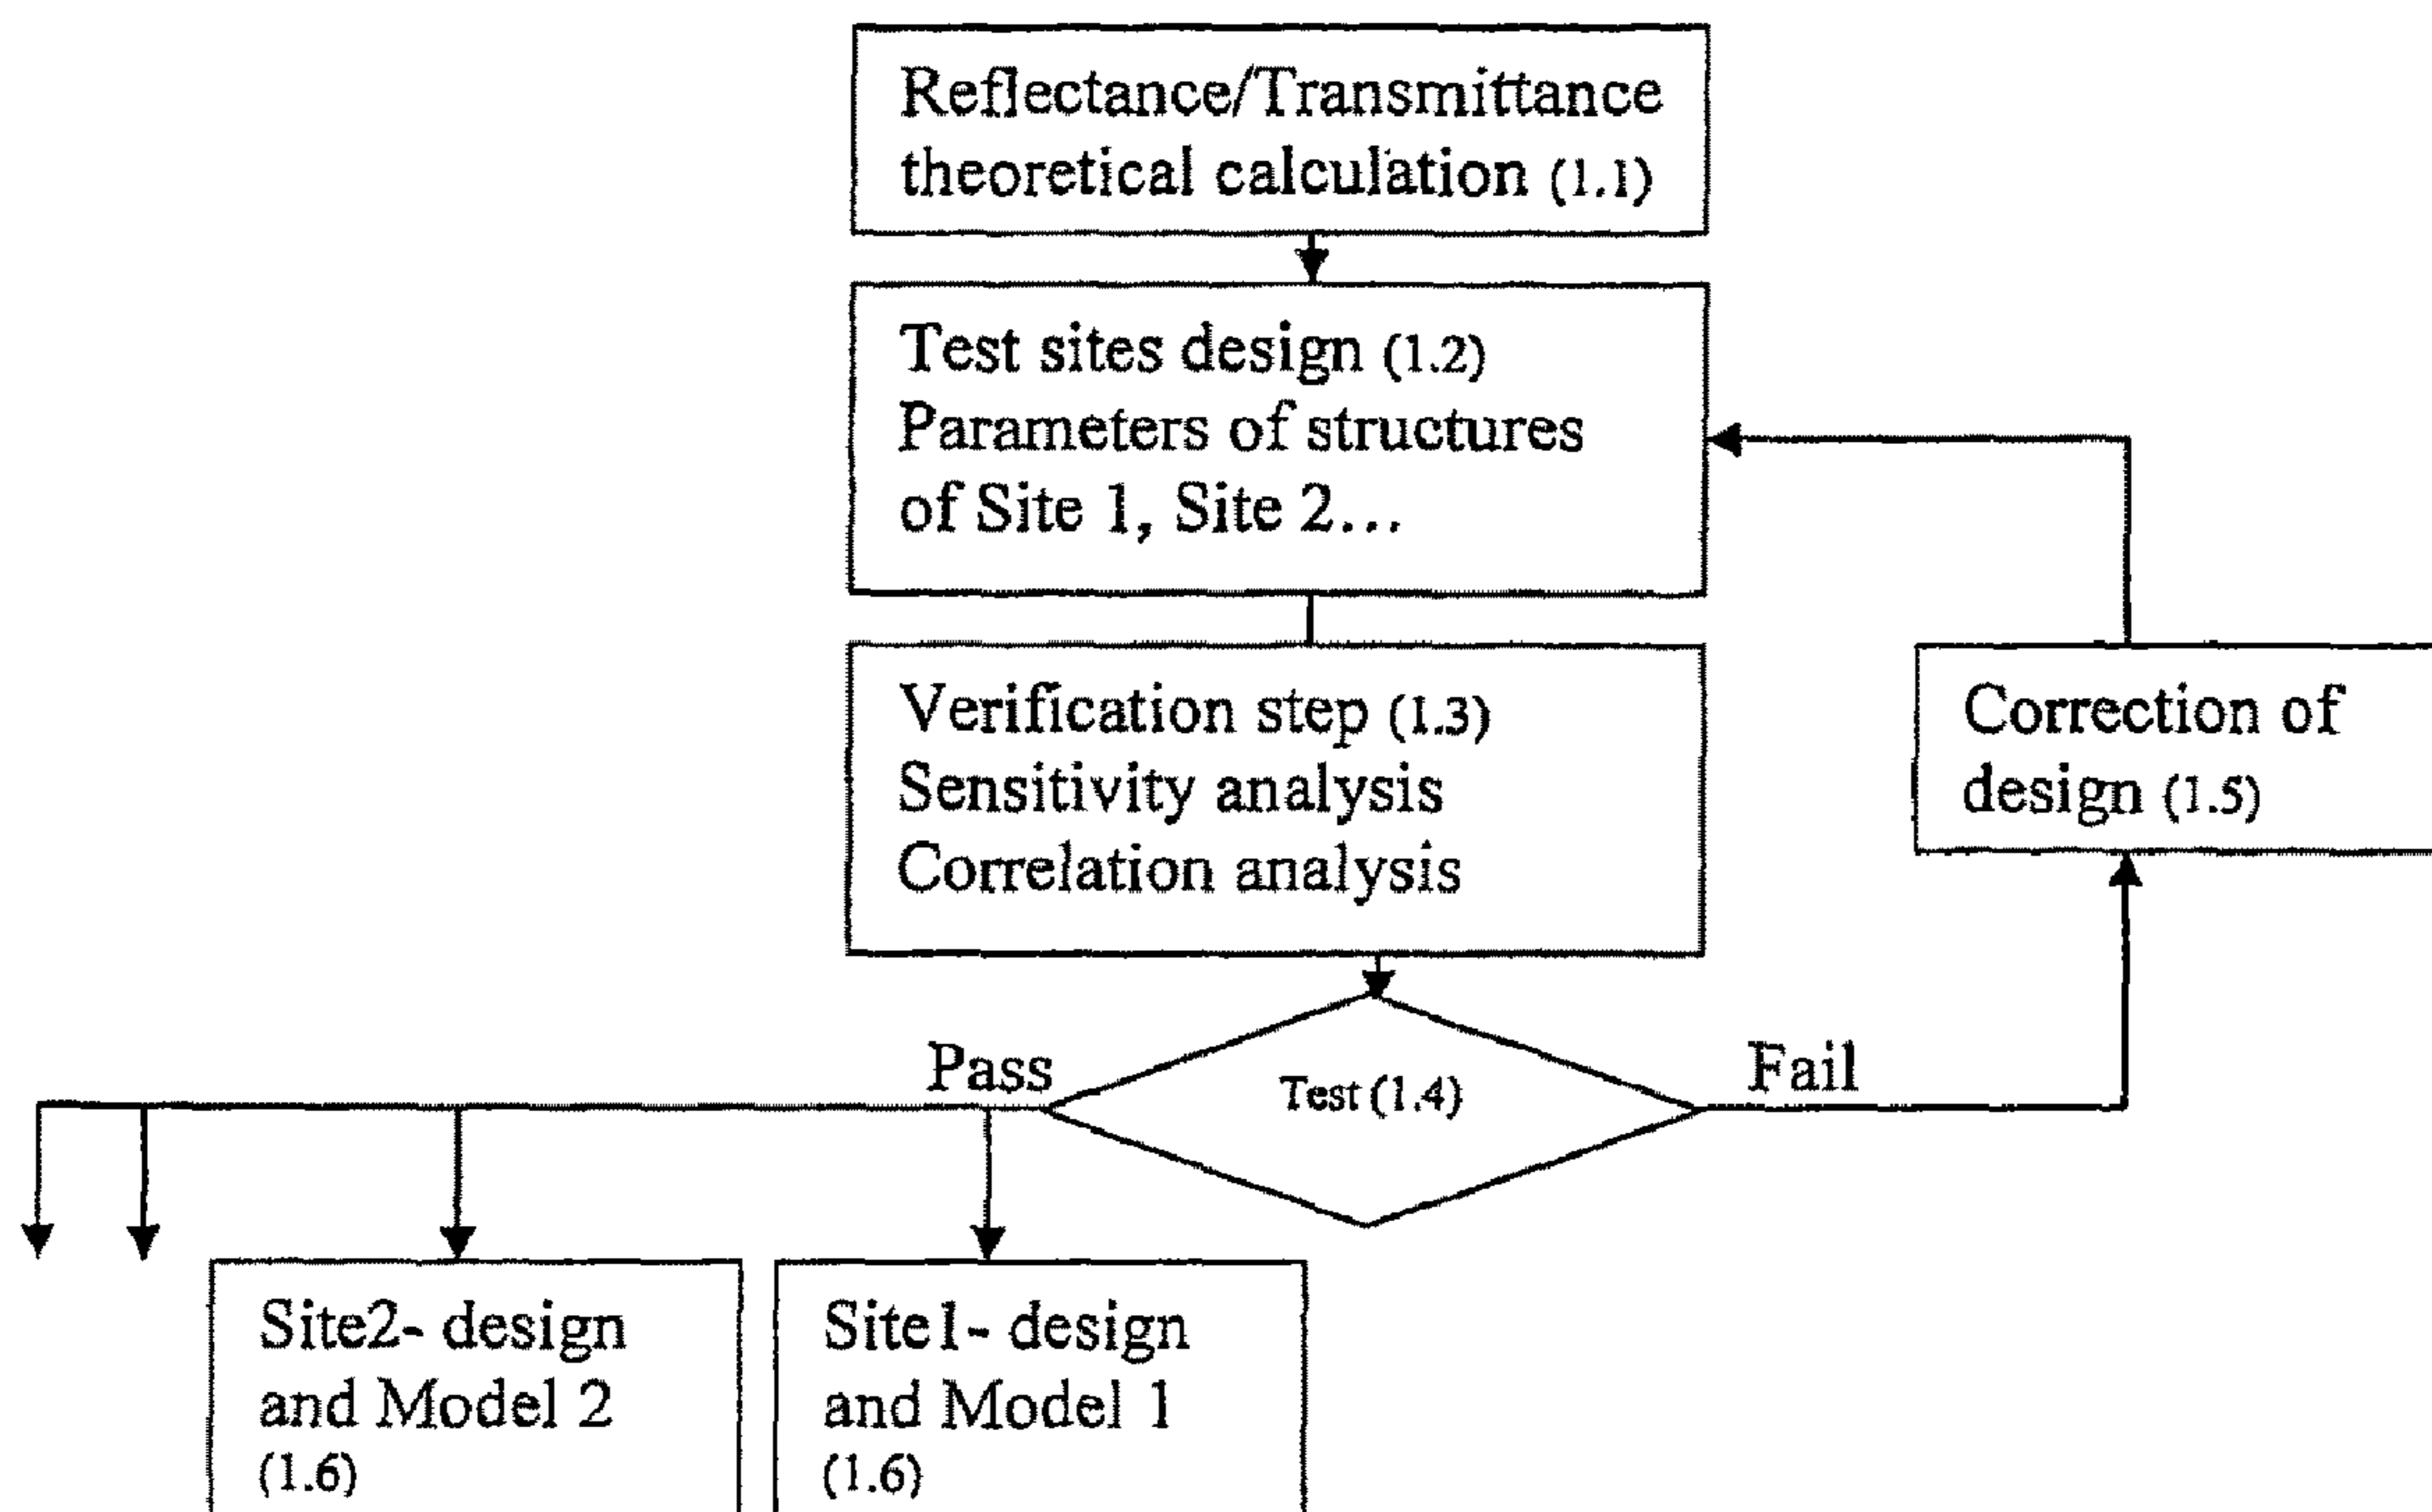 Reflectance/Transmittance
theoretical calculation (1.1)
Test sites design (1.2)
Parameters of structures
of Site 1, Site 2...
Verification step (1.3)
Sensitivity analysis
Correlation analysis
Correction of
design (1.5)
Pass
Test (1.4)
Fail
Site2- design
and Model 2
(1.6)
Site1- design
and Model 1
(1.6)